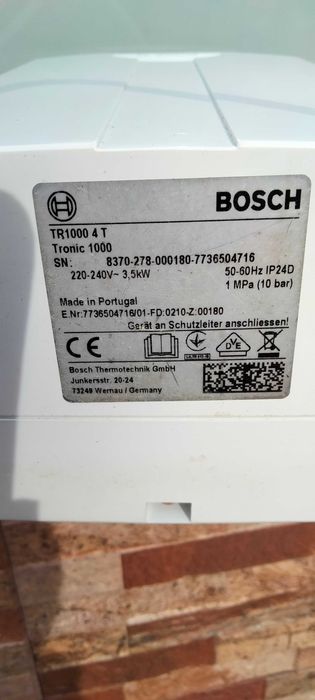 BOSCH
TR1000 4 T
Tronic 1000
SN: 8370-278-000180-7736504716
220-240V~ 3,5kW 50-60Hz IP24D
1 MPa (10 bar)
Made in Portugal
E.Nr:7736504716/01-FD:0210-Z:00180
Gerät an Schutzleiter anschliessen!
CE
DVE
Bosch Thermotechnik GmbH
Junkersstr. 20-24
73249 Wernau / Germany